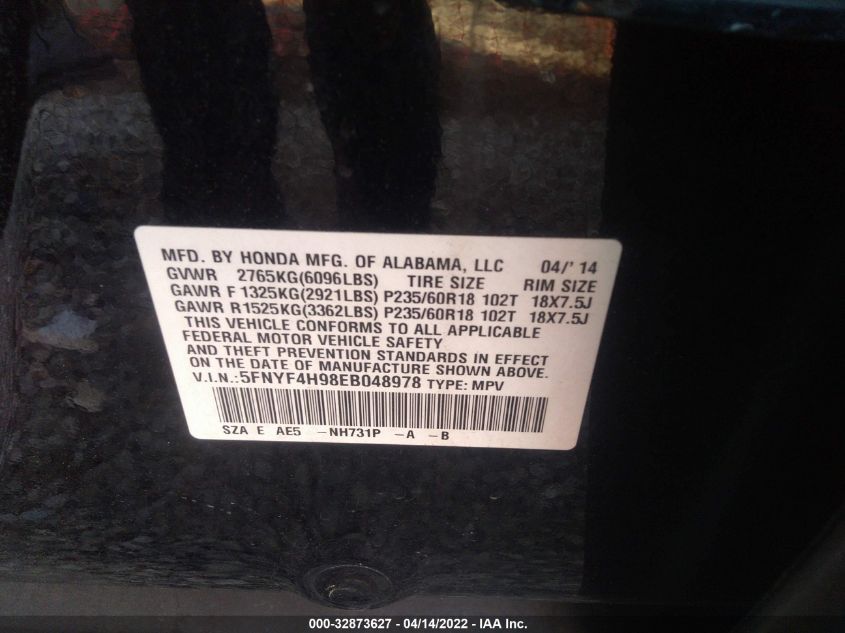 MFD. BY HONDA MFG. OF ALABAMA, LLC 04/' 14
GVWR 2765KG(6096LBS) TIRE SIZE RIM SIZE
GAWR F 1325KG(2921LBS) P235/60R18 102T 18X7.5J
GAWR R1525KG(3362LBS) P235/60R18 102T 18X7.5J
THIS VEHICLE CONFORMS TO ALL APPLICABLE
FEDERAL MOTOR VEHICLE SAFETY
AND THEFT PREVENTION STANDARDS IN EFFECT
ON THE DATE OF MANUFACTURE SHOWN ABOVE.
V.I.N.:5FNYF4H98EB048978 TYPE: MPV
SZA E AE5 -NH731P -A -B
000-32873627 - 04/14/2022 - IAA Inc.